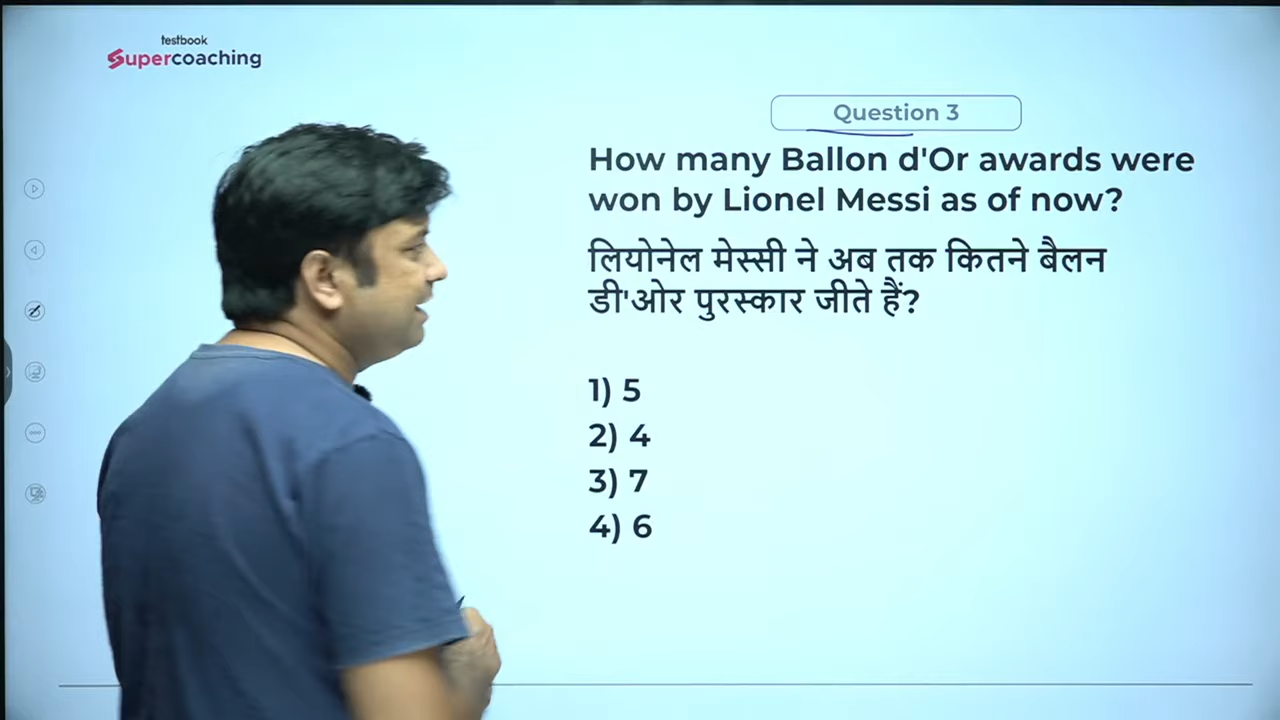 testbook
Supercoaching
Question 3
How many Ballon d'Or awards were
won by Lionel Messi as of now?
लियोनेल मेस्सी ने अब तक कितने बैलन
डी'ओर पुरस्कार जीते हैं?
1) 5
2) 4
3) 7
4) 6